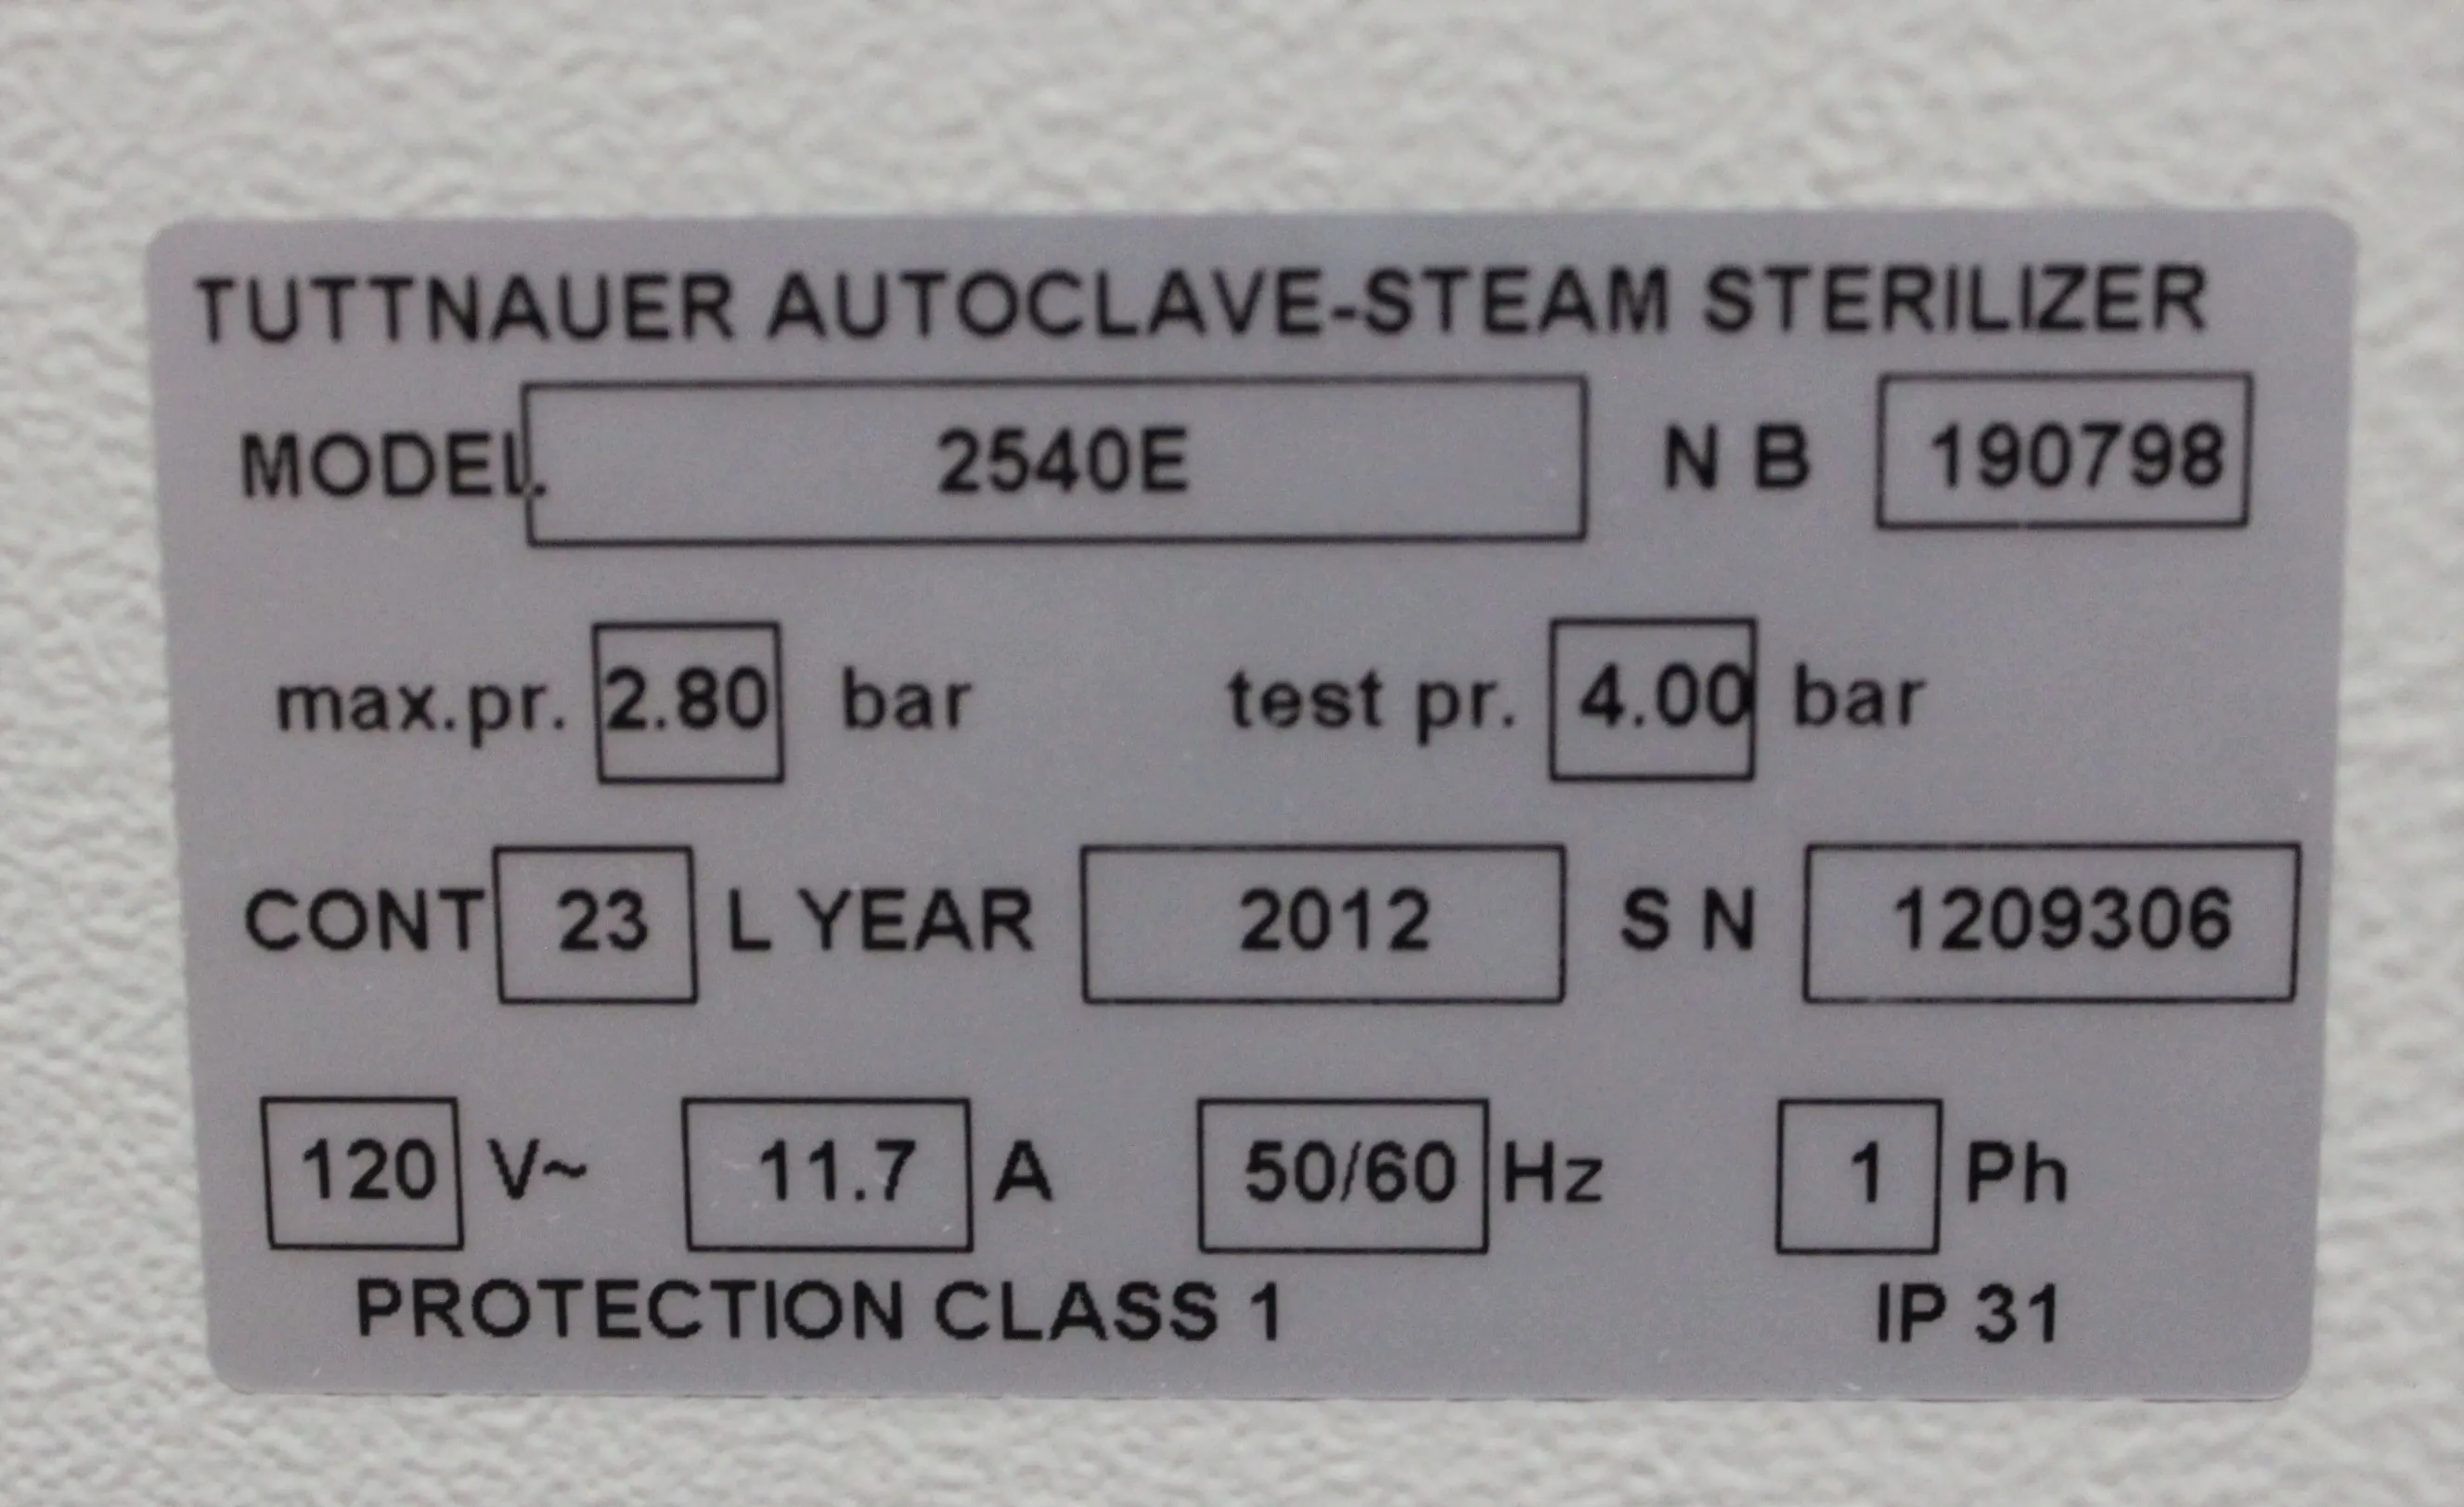 TUTTNAUER AUTOCLAVE-STEAM STERILIZER
MODEL. 2540E N B 190798
max.pr. 2.80 bar test pr. 4.00 bar
CONT 23 L YEAR 2012 S N 1209306
120 V~ 11.7 A 50/60 Hz 1 Ph
PROTECTION CLASS 1 IP 31